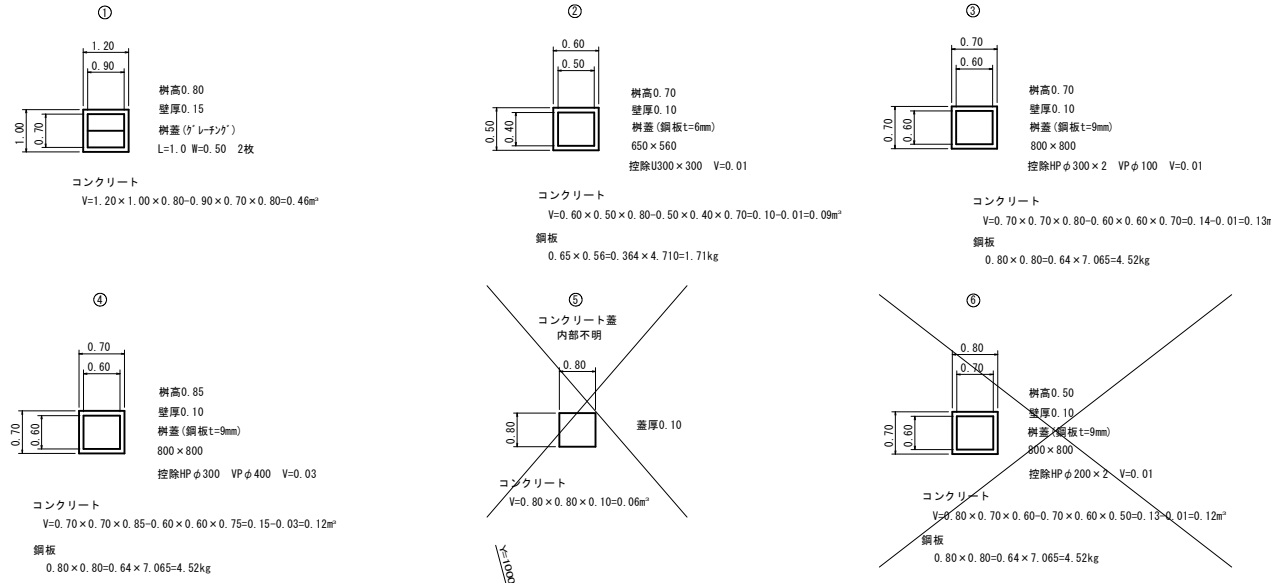 ①
1.20
0.90
1.00
0.70
桝高0.80
壁厚0.15
桝蓋(ｸﾞﾚｰﾁﾝｸﾞ)
L=1.0 W=0.50 2枚
コンクリート
V=1.20×1.00×0.80-0.90×0.70×0.80=0.46m³
②
0.60
0.50
0.50
0.40
桝高0.70
壁厚0.10
桝蓋(鋼板t=6mm)
650×560
控除U300×300 V=0.01
コンクリート
V=0.60×0.50×0.80-0.50×0.40×0.70=0.10-0.01=0.09m³
鋼板
0.65×0.56=0.364×4.710=1.71kg
③
0.70
0.60
0.70
0.60
桝高0.70
壁厚0.10
桝蓋(鋼板t=9mm)
800×800
控除HPφ300×2 VPφ100 V=0.01
コンクリート
V=0.70×0.70×0.80-0.60×0.60×0.70=0.14-0.01=0.13m
鋼板
0.80×0.80=0.64×7.065=4.52kg
④
0.70
0.60
0.70
0.60
桝高0.85
壁厚0.10
桝蓋(鋼板t=9mm)
800×800
控除HPφ300 VPφ400 V=0.03
コンクリート
V=0.70×0.70×0.85-0.60×0.60×0.75=0.15-0.03=0.12m³
鋼板
0.80×0.80=0.64×7.065=4.52kg
⑤
コンクリート蓋
内部不明
0.80
0.80
蓋厚0.10
コンクリート
V=0.80×0.80×0.10=0.06m³
Y=1000
⑥
0.80
0.70
0.70
0.60
桝高0.50
壁厚0.10
桝蓋(鋼板t=9mm)
800×800
控除HPφ200×2 V=0.01
コンクリート
V=0.80×0.70×0.60-0.70×0.60×0.50=0.13-0.01=0.12m³
鋼板
0.80×0.80=0.64×7.065=4.52kg